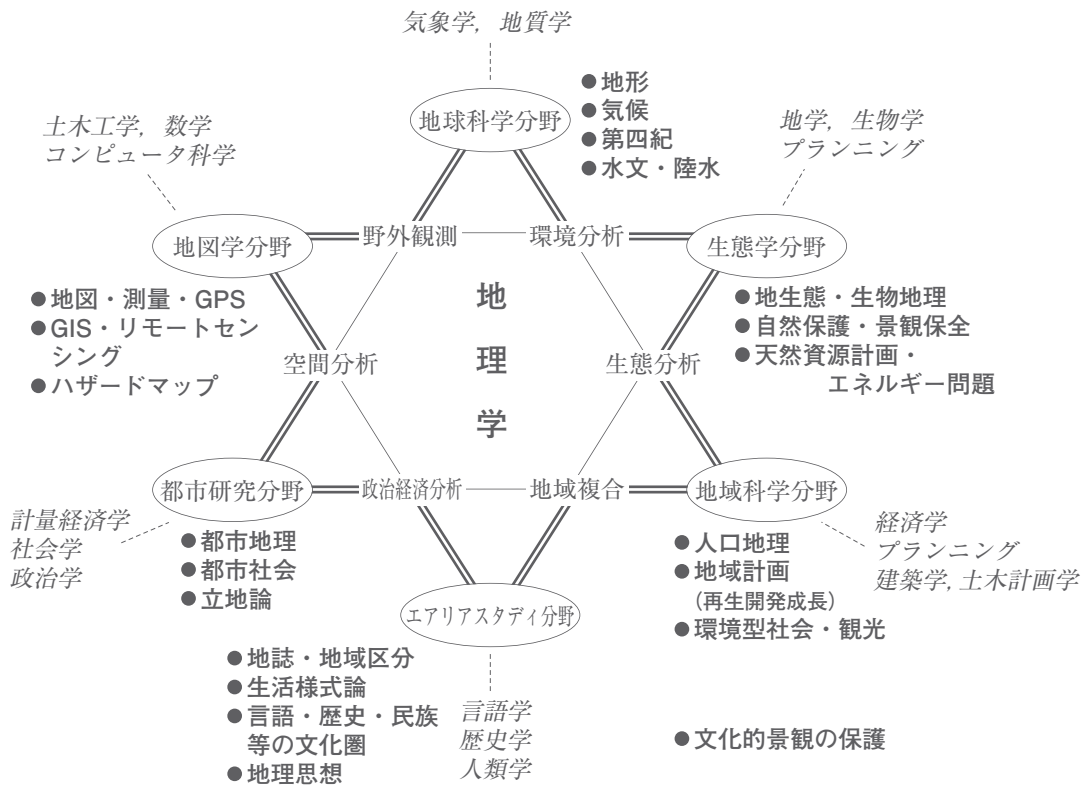 気象学，地質学
地球科学分野
●地形
●気候
●第四紀
●水文・陸水
土木工学，数学
コンピュータ科学
地学，生物学
プランニング
地図学分野
野外観測
環境分析
生態学分野
●地図・測量・GPS
●GIS・リモートセン
シング
●ハザードマップ
地
理
学
●地生態・生物地理
●自然保護・景観保全
●天然資源計画・
エネルギー問題
空間分析
生態分析
都市研究分野
政治経済分析
地域複合
地域科学分野
計量経済学
社会学
政治学
●都市地理
●都市社会
●立地論
●人口地理
●地域計画
（再生開発成長）
●環境型社会・観光
経済学
プランニング
建築学，土木計画学
エアリアスタディ分野
●地誌・地域区分
●生活様式論
●言語・歴史・民族
等の文化圏
●地理思想
言語学
歴史学
人類学
●文化的景観の保護